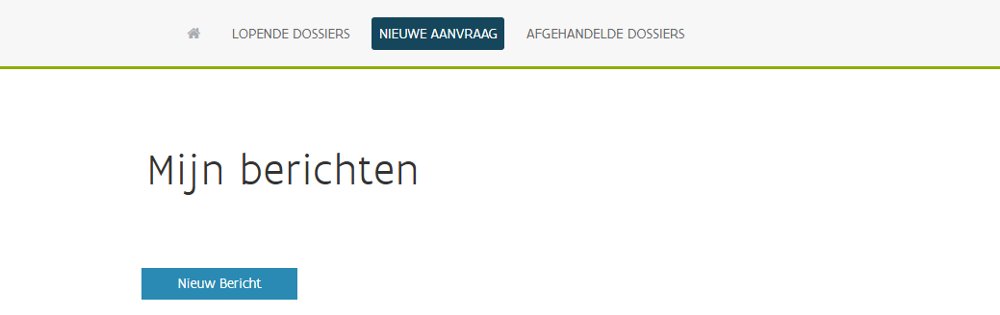 LOPENDE DOSSIERS NIEUWE AANVRAAG AFGEHANDELDE DOSSIERS
Mijn berichten
Nieuw Bericht